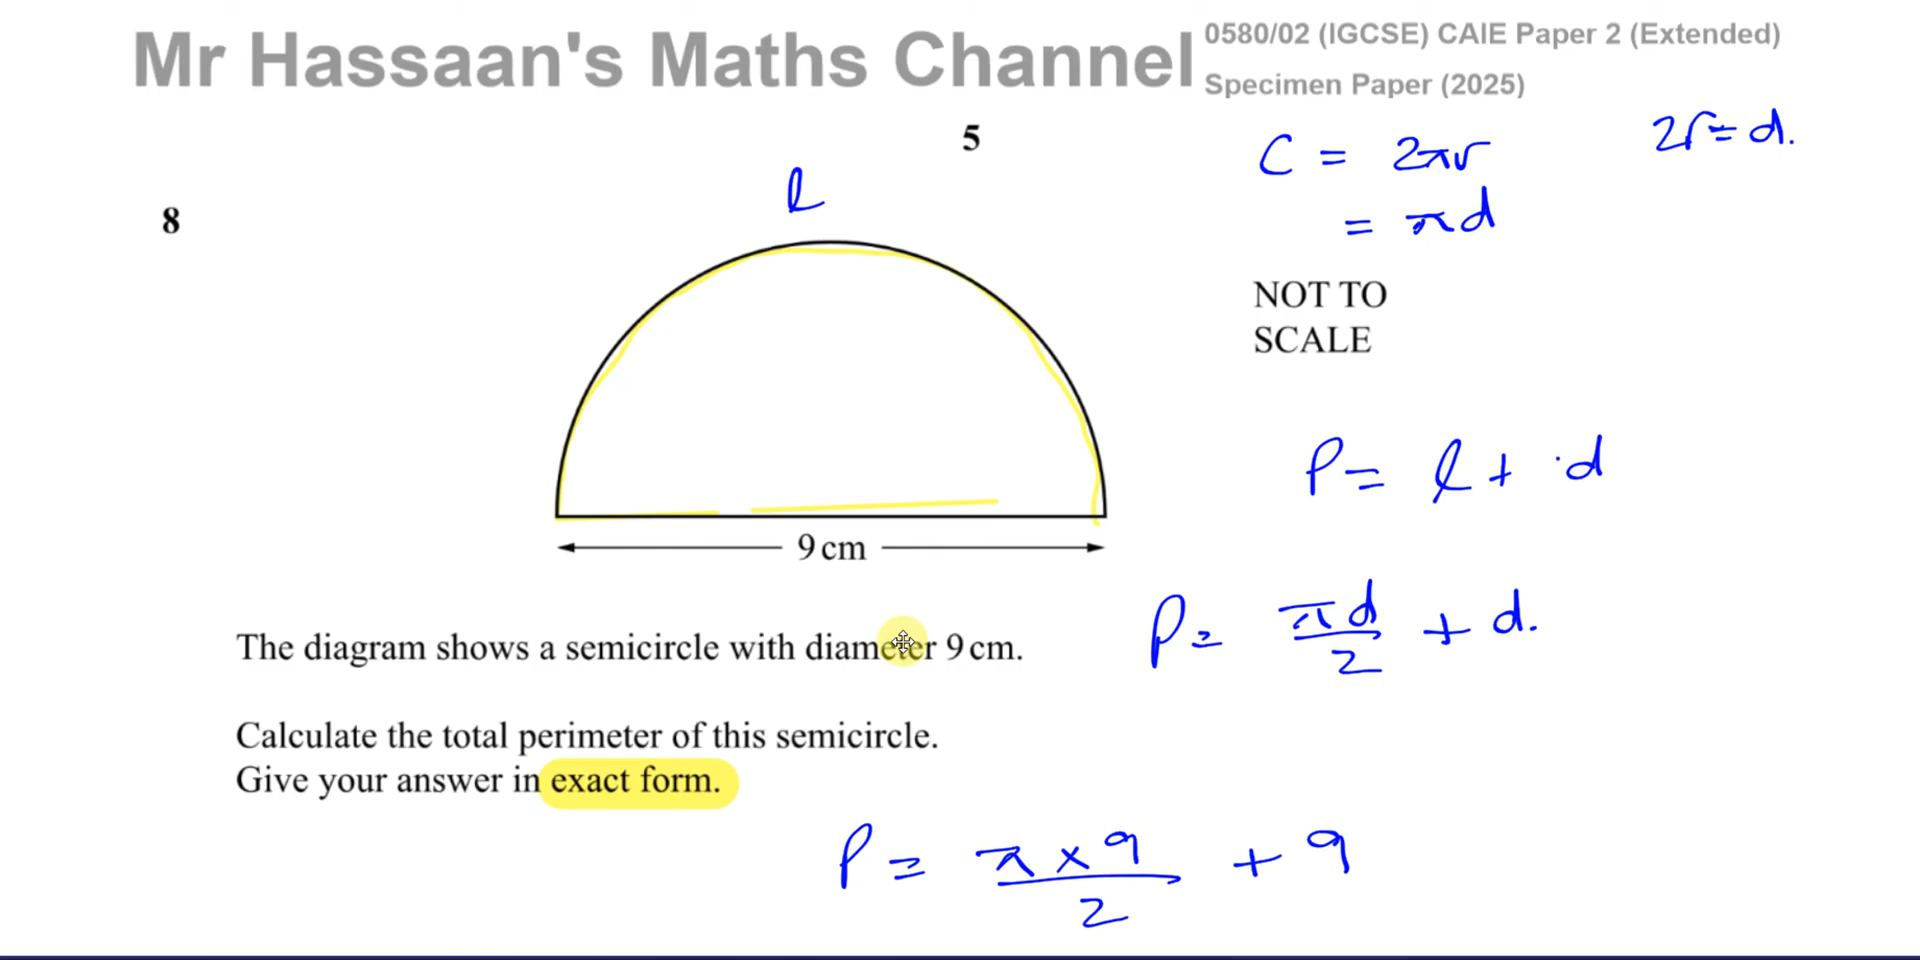 Mr Hassaan's Maths Channel
0580/02 (IGCSE) CAIE Paper 2 (Extended)
Specimen Paper (2025)
5
C = 2πr
2r = d.
= πd
l
8
NOT TO
SCALE
P = l + d
9 cm
P = πd/2 + d.
The diagram shows a semicircle with diameter 9 cm.
Calculate the total perimeter of this semicircle.
Give your answer in exact form.
P = π × 9/2 + 9